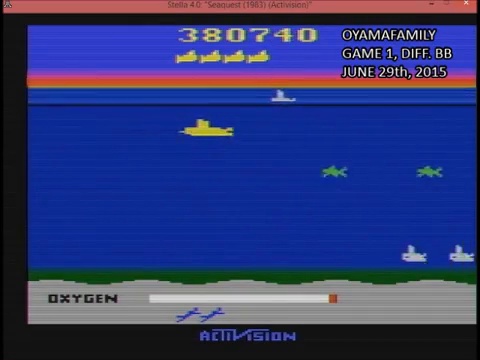 Stella 4.0: "Seaquest (1983) (Activision)"
380740
OYAMAFAMILY
GAME 1, DIFF. BB
JUNE 29th, 2015
OXYGEN
ACTIVISION